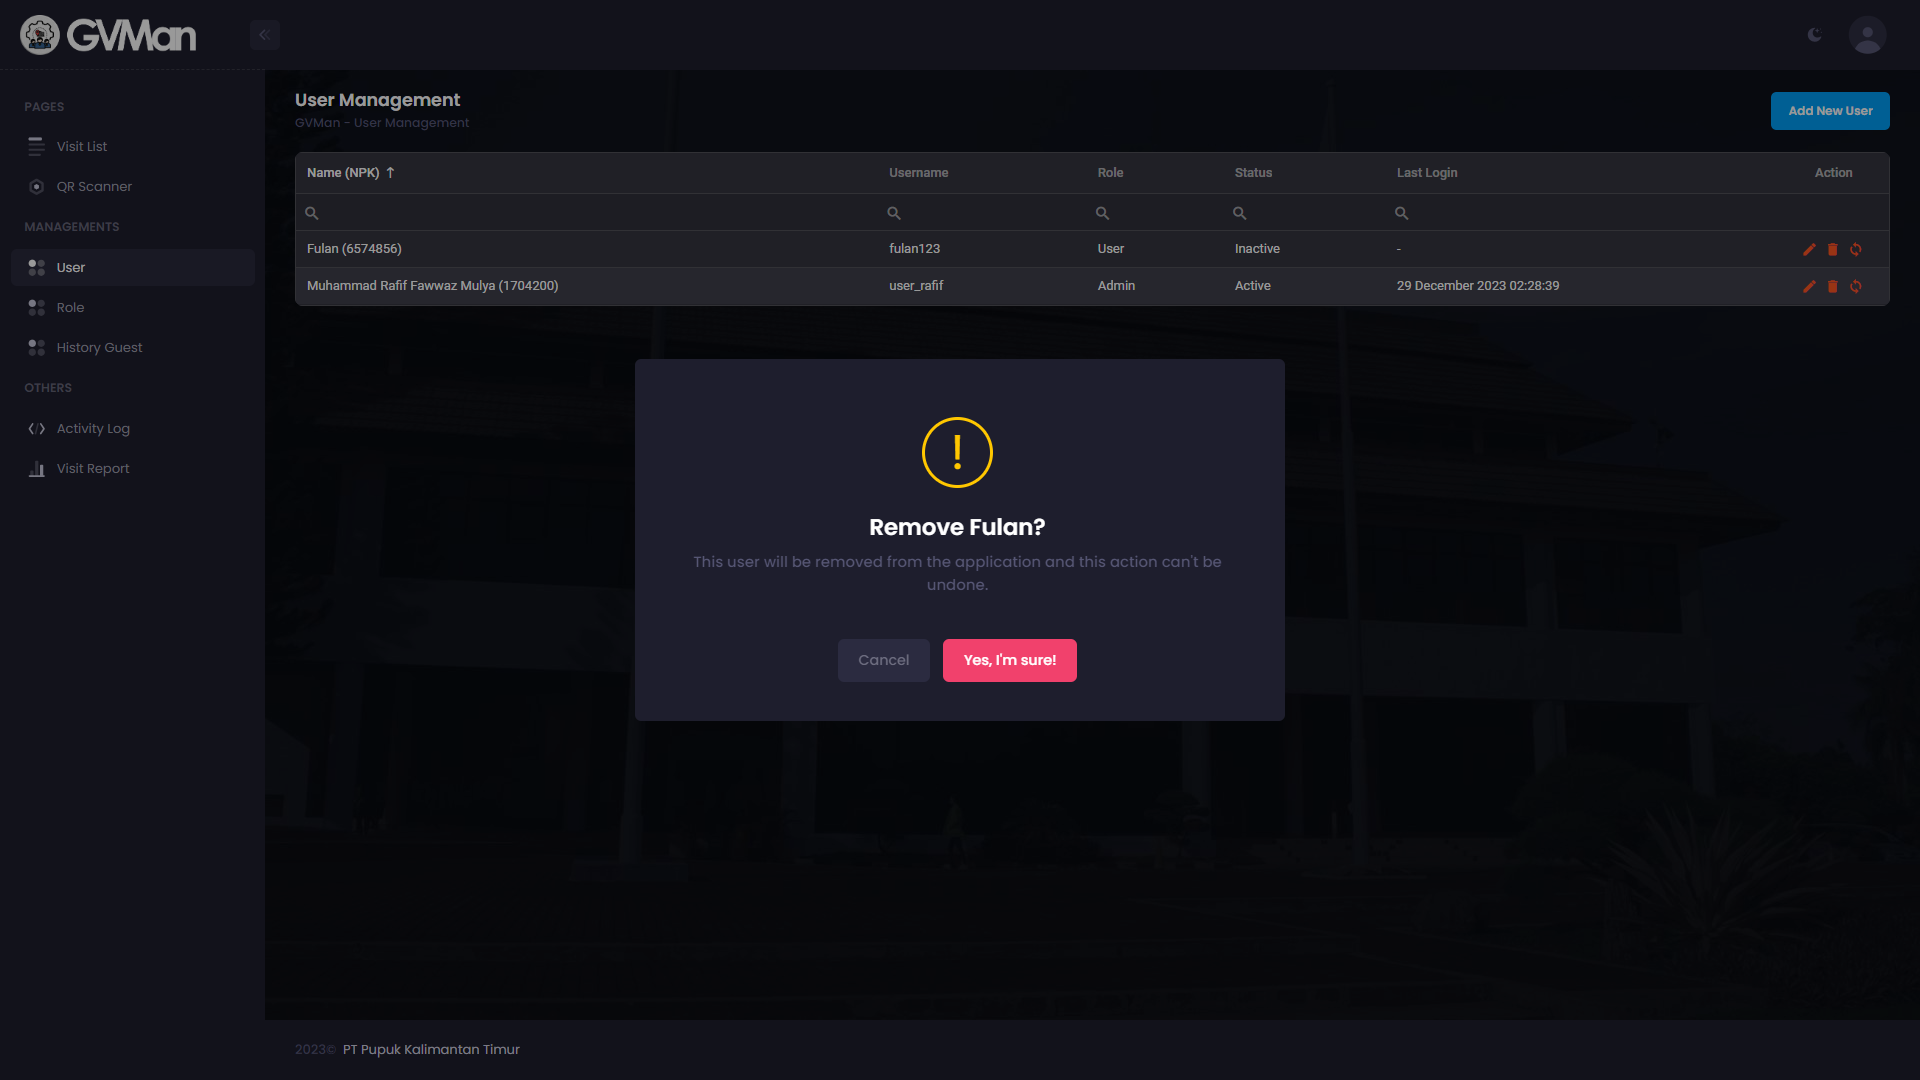 GVMan
PAGES
Visit List
QR Scanner
MANAGEMENTS
User
Role
History Guest
OTHERS
Activity Log
Visit Report
User Management
GVMan - User Management
Add New User
Name (NPK) ↑ Username Role Status Last Login Action
Fulan (6574856) fulan123 User Inactive -
Muhammad Rafif Fawwaz Mulya (1704200) user_rafif Admin Active 29 December 2023 02:28:39
!
Remove Fulan?
This user will be removed from the application and this action can't be
undone.
Cancel Yes, I'm sure!
2023© PT Pupuk Kalimantan Timur